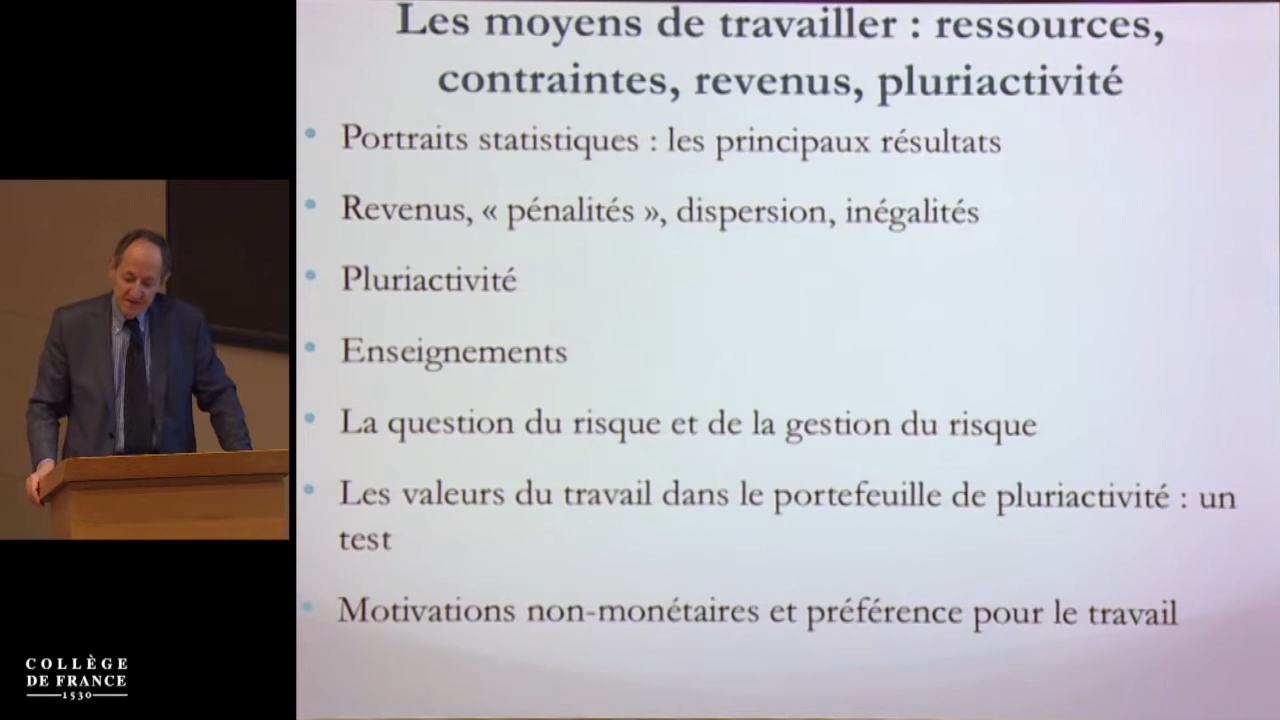 Les moyens de travailler : ressources,
contraintes, revenus, pluriactivité
Portraits statistiques : les principaux résultats
Revenus, « pénalités », dispersion, inégalités
Pluriactivité
Enseignements
La question du risque et de la gestion du risque
Les valeurs du travail dans le portefeuille de pluriactivité : un
test
Motivations non-monétaires et préférence pour le travail
COLLÈGE
DE FRANCE
1530